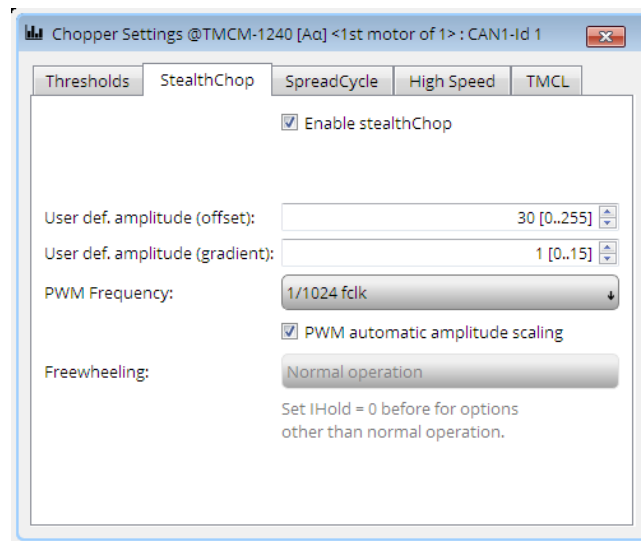 Chopper Settings @TMCM-1240 [Aα] <1st motor of 1> : CAN1-Id 1
Thresholds StealthChop SpreadCycle High Speed TMCL
Enable stealthChop
User def. amplitude (offset): 30 [0..255]
User def. amplitude (gradient): 1 [0..15]
PWM Frequency: 1/1024 fclk
PWM automatic amplitude scaling
Freewheeling: Normal operation
Set IHold = 0 before for options
other than normal operation.